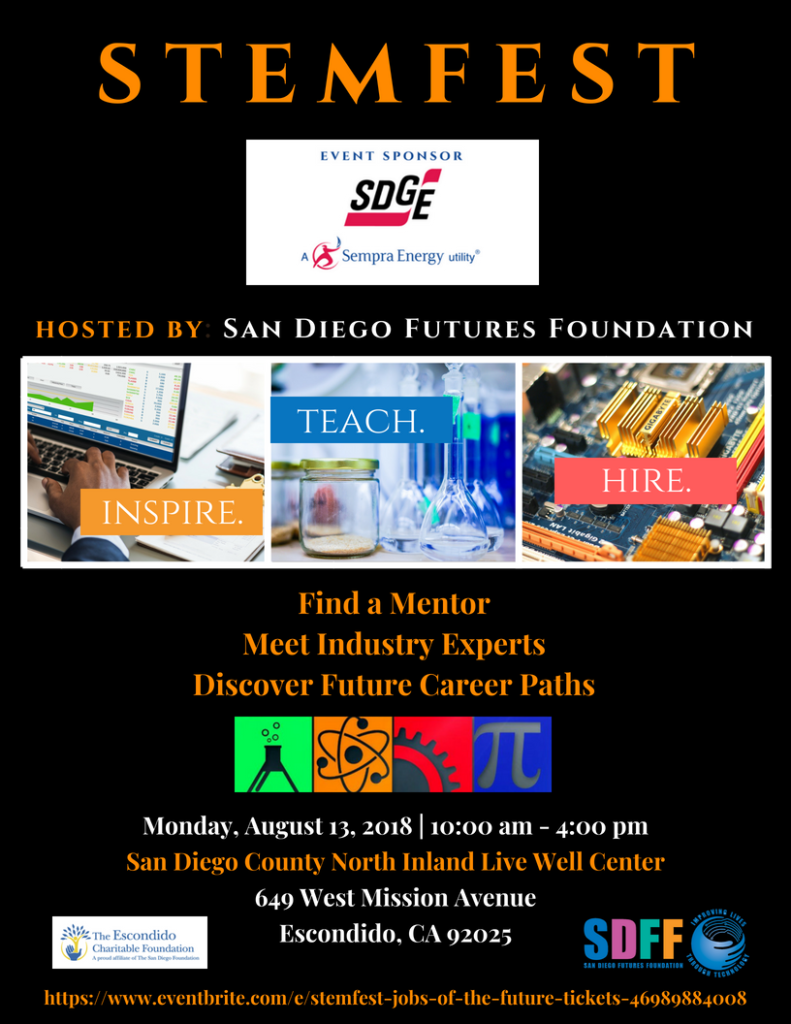 STEMFEST
EVENT SPONSOR
SDGE
A Sempra Energy utility®
HOSTED BY: SAN DIEGO FUTURES FOUNDATION
INSPIRE.
TEACH.
HIRE.
GIGABYTE
Gigabit LAN
Find a Mentor
Meet Industry Experts
Discover Future Career Paths
π
Monday, August 13, 2018 | 10:00 am - 4:00 pm
San Diego County North Inland Live Well Center
649 West Mission Avenue
Escondido, CA 92025
The Escondido
Charitable Foundation
A proud affiliate of The San Diego Foundation
SDFF
SAN DIEGO FUTURES FOUNDATION
IMPROVING LIVES
THROUGH TECHNOLOGY
https://www.eventbrite.com/e/stemfest-jobs-of-the-future-tickets-46989884008